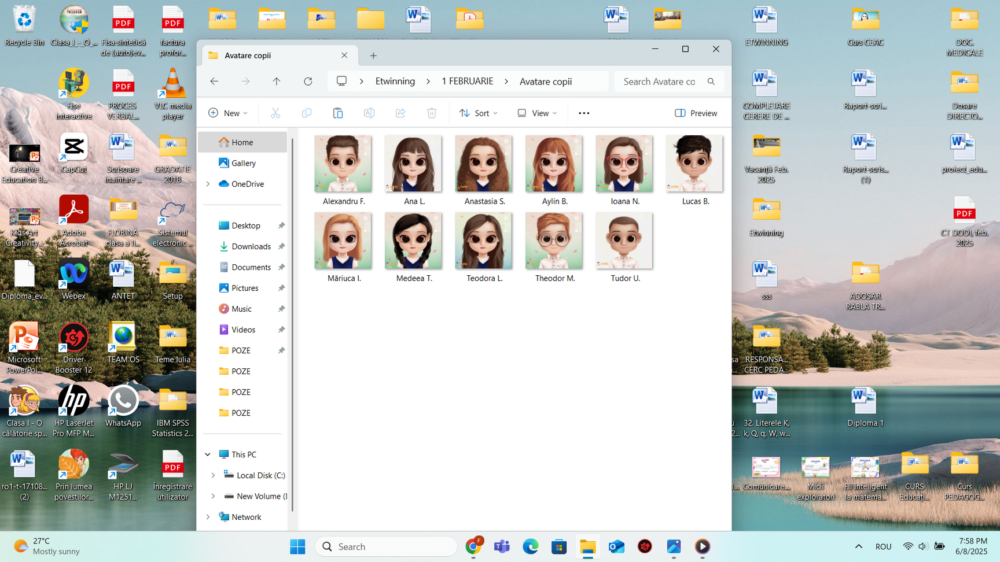 Recycle Bin
Clasa_I_-_O_...
Fisa sintetică
de (auto)ev...
factura
profor...
Fise
interactive
PROCES
VERBAL...
VLC media
player
Creative
Education B...
CapCut
Scrisoare
inaintare ...
GRADATIE
2018
Kids Art
Creativity...
Adobe
Acrobat
FLORINA
clasa a II...
Sistemul
electronic ...
Diploma_ev...
Webex
ANTET
Setup
Microsoft
PowerPoi...
Driver
Booster 12
TEAM OS
Teme Iulia
Clasa I - O
călătorie sp...
HP LaserJet
Pro MFP M...
WhatsApp
IBM SPSS
Statistics 2...
ro1-t-17108...
(2)
Prin lumea
povestilor...
HP LJ
M1251...
Înregistrare
utilizator
Avatare copii
Etwinning > 1 FEBRUARIE > Avatare copii
Search Avatare co
New
Sort
View
Preview
Home
Gallery
OneDrive
Desktop
Downloads
Documents
Pictures
Music
Videos
POZE
POZE
POZE
POZE
This PC
Local Disk (C:)
New Volume (
Network
Alexandru F.
Ana L.
Anastasia S.
Aylin B.
Ioana N.
Lucas B.
Măriuca I.
Medeea T.
Teodora L.
Theodor M.
Tudor U.
ETWINNING
Curs CEAC
DOC.
MEDICALE
COMPLETARE
CERERE DE ...
Raport-scri...
Dosare
DIRECTO...
Vacanță Feb.
2025
Raport-scris...
(1)
proiect_edu...
Etwinning
CT DODI, feb.
2025
sss
ADOSAR
RABLA TR...
RESPONSA...
CERC PEDA...
32. Literele K,
k, Q, q, W, w...
Diploma 1
Comunicare...
Micii
exploratori
Fii inteligent
la matema...
CURS
Educați...
Curs
PEDAGOG...
27°C
Mostly sunny
Search
ROU
7:58 PM
6/8/2025